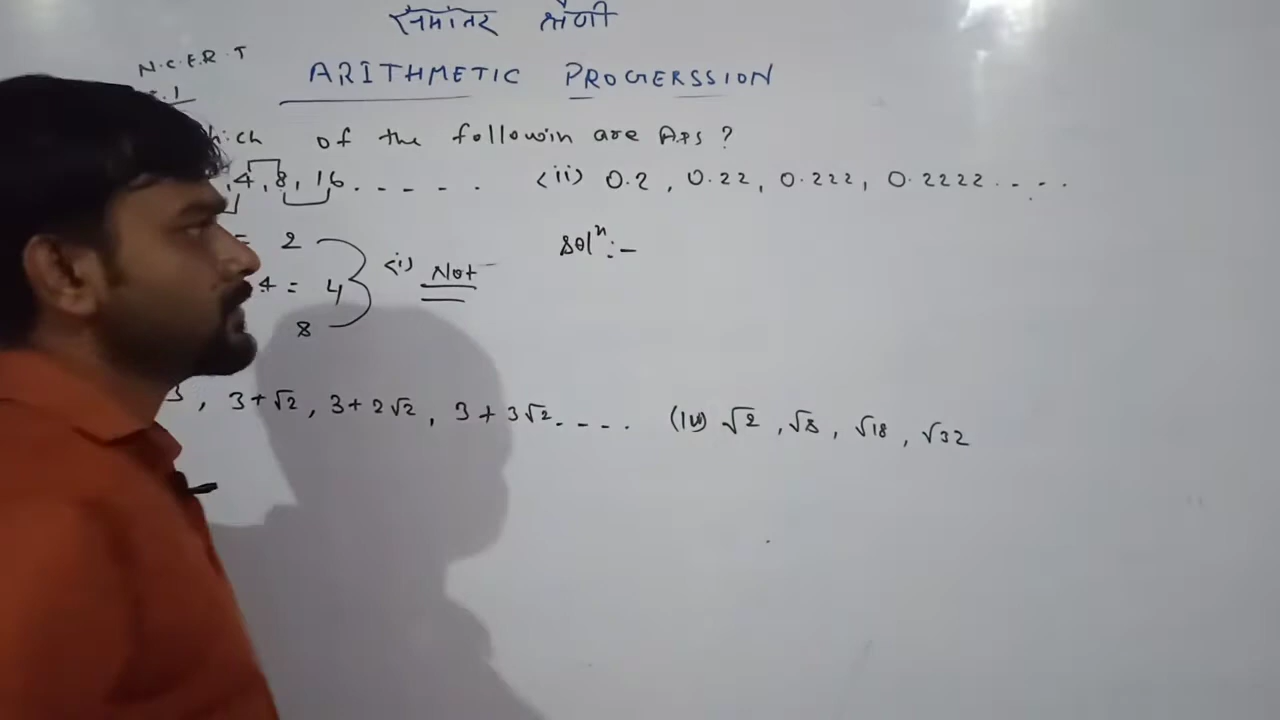 समांतर श्रेणी
N.C.E.R.T
ARITHMETIC PROGERSSION
.1
hich of the followin are APs ?
,4,8, 16. . . . . . (ii) 0.2 , 0.22, 0.222, 0.2222. . . .
= 2
solⁿ:-
(i) Not
4 = 4
8
3 , 3+√2, 3+2√2, 3+3√2. . . . . (iv) √2 ,√8, √18, √32